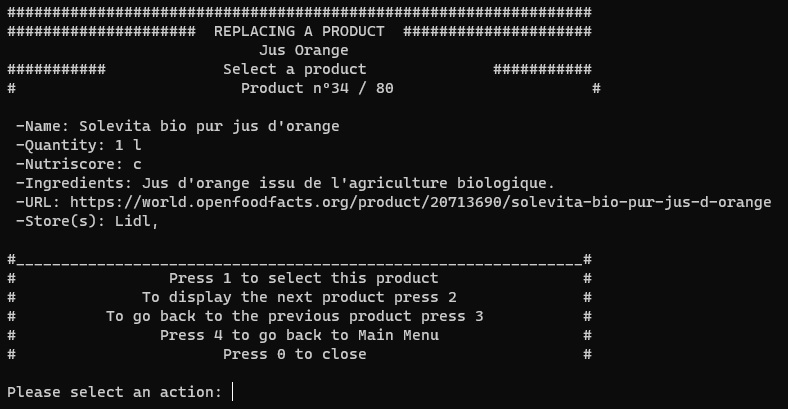 #################################################################
##################### REPLACING A PRODUCT #####################
Jus Orange
########### Select a product ###########
# Product n°34 / 80 #
-Name: Solevita bio pur jus d'orange
-Quantity: 1 l
-Nutriscore: c
-Ingredients: Jus d'orange issu de l'agriculture biologique.
-URL: https://world.openfoodfacts.org/product/20713690/solevita-bio-pur-jus-d-orange
-Store(s): Lidl,
#_______________________________________________________________#
# Press 1 to select this product #
# To display the next product press 2 #
# To go back to the previous product press 3 #
# Press 4 to go back to Main Menu #
# Press 0 to close #
Please select an action: